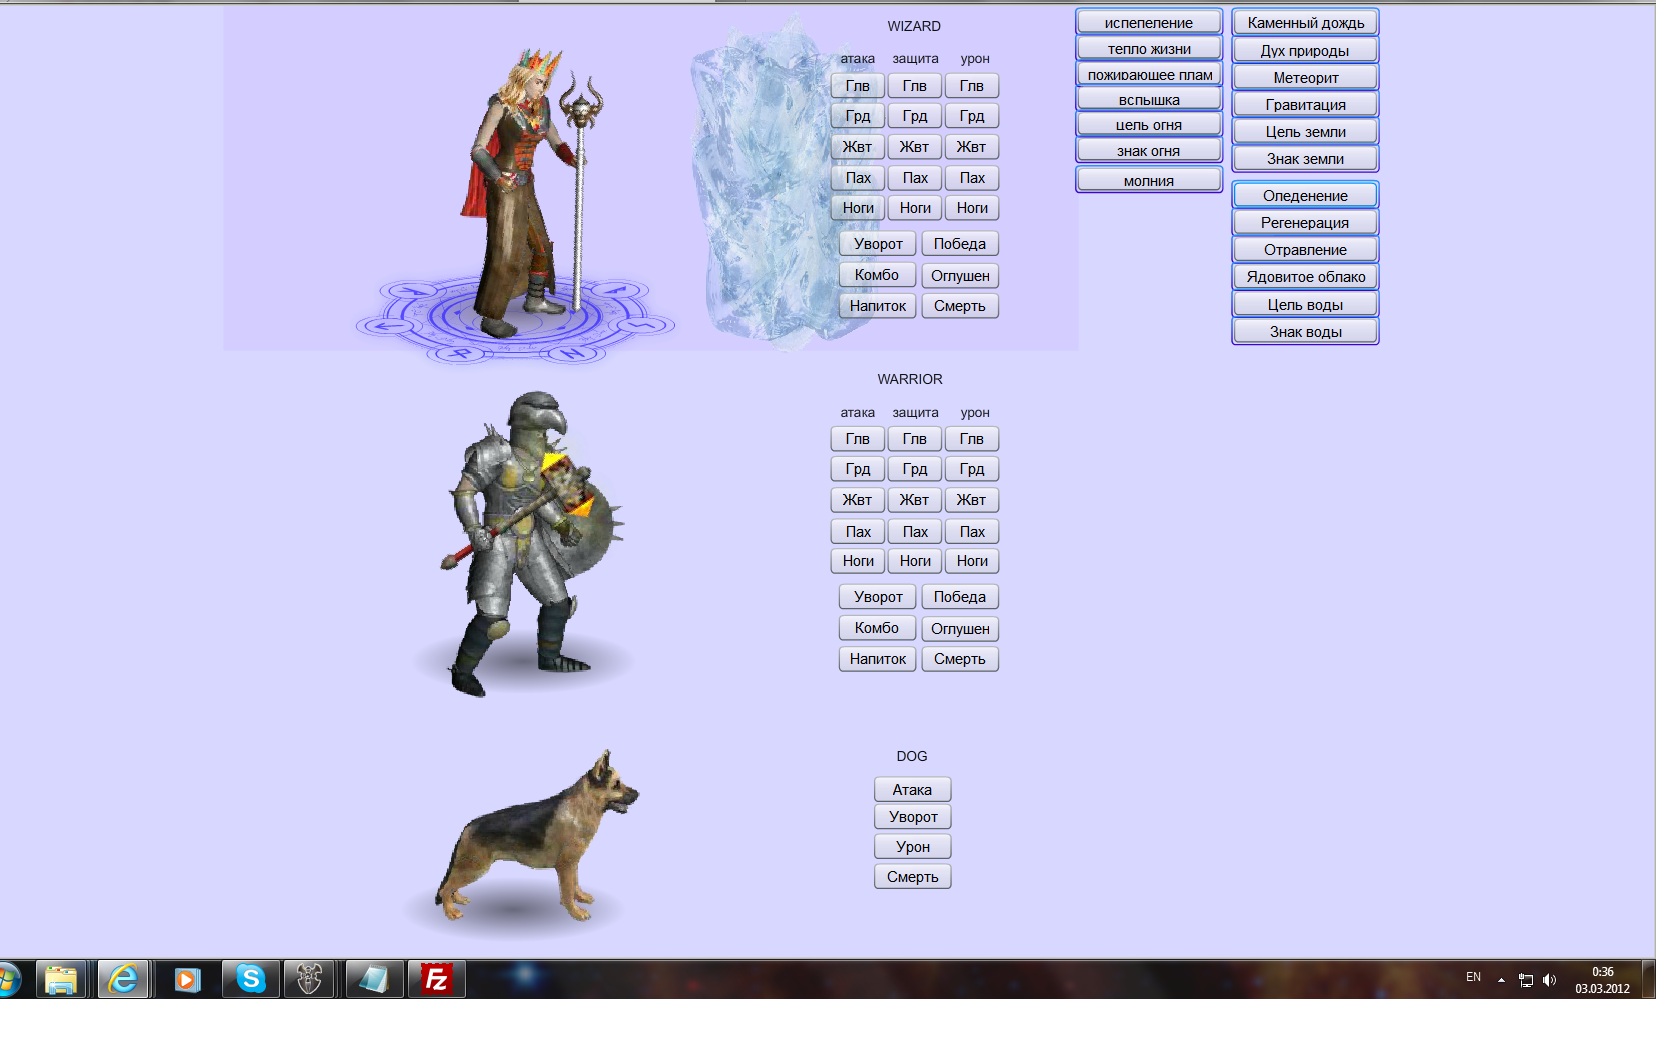 WIZARD
атака защита урон
Глв Глв Глв
Грд Грд Грд
Жвт Жвт Жвт
Пах Пах Пах
Ноги Ноги Ноги
Уворот Победа
Комбо Оглушен
Напиток Смерть
испепеление
тепло жизни
пожирающее плам
вспышка
цель огня
знак огня
молния
Каменный дождь
Дух природы
Метеорит
Гравитация
Цель земли
Знак земли
Оледенение
Регенерация
Отравление
Ядовитое облако
Цель воды
Знак воды
WARRIOR
атака защита урон
Глв Глв Глв
Грд Грд Грд
Жвт Жвт Жвт
Пах Пах Пах
Ноги Ноги Ноги
Уворот Победа
Комбо Оглушен
Напиток Смерть
DOG
Атака
Уворот
Урон
Смерть
EN
0:36
03.03.2012